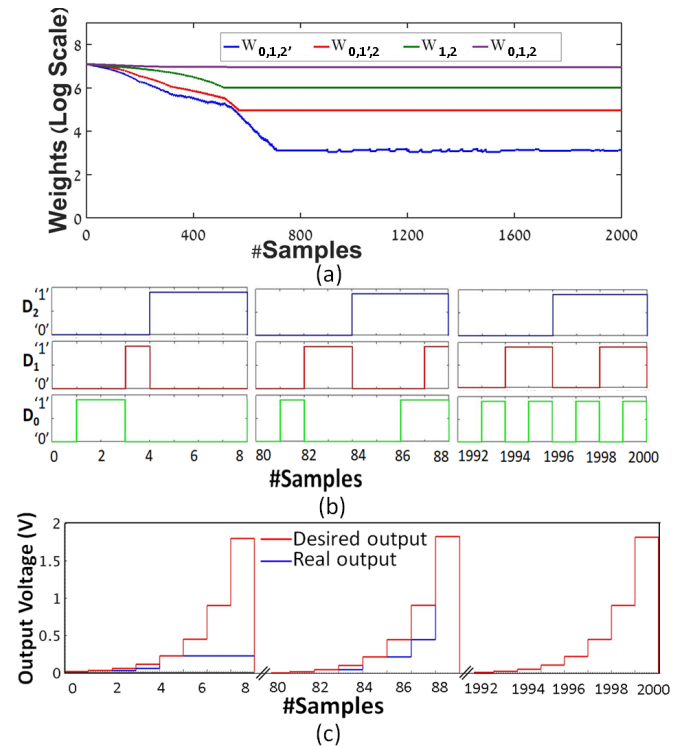 (a)
8
6
4
2
0
Weights (Log Scale)
W0,1,2' W0,1',2 W1,2 W0,1,2
0 400 800 1200 1600 2000
#Samples
(a)
D2 '1' '0'
D1 '1' '0'
D0 '1' '0'
0 2 4 6 8 80 82 84 86 88 1992 1994 1996 1998 2000
#Samples
(b)
Output Voltage (V)
2
1.5
1
0.5
0
Desired output
Real output
0 2 4 6 8 80 82 84 86 88 1992 1994 1996 1998 2000
#Samples
(c)